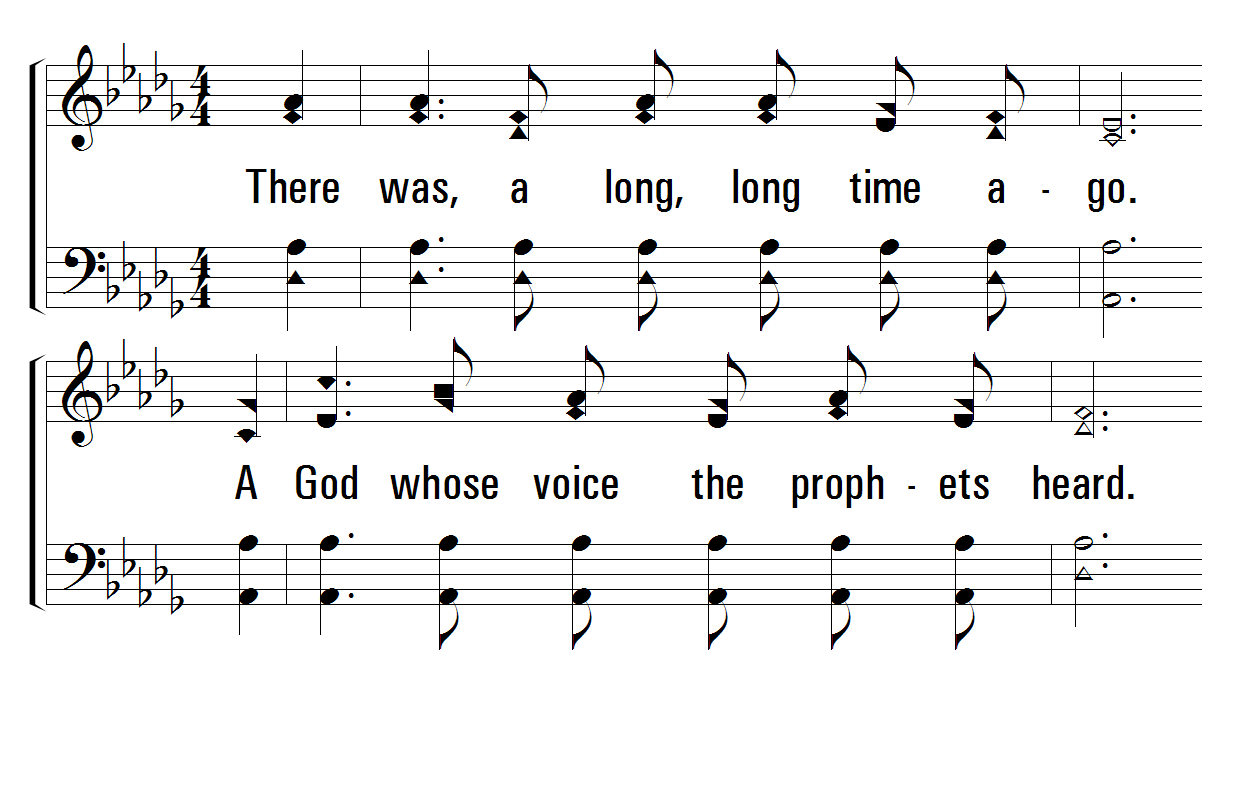 There was, a long, long time a - go.
A God whose voice the proph - ets heard.